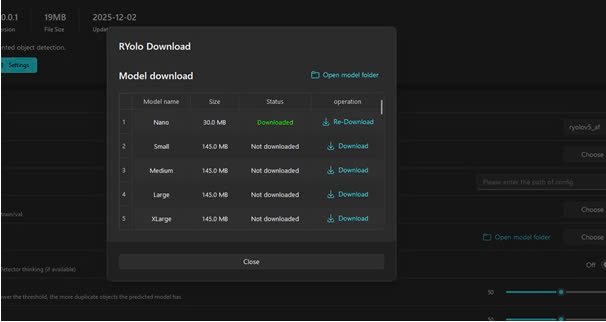 0.0.1 19MB 2025-12-02
ersion File Size Updat
nted object detection.
Settings
RYolo Download
Model download Open model folder
Model name Size Status operation
1 Nano 30.0 MB Downloaded Re-Download
2 Small 145.0 MB Not downloaded Download
3 Medium 145.0 MB Not downloaded Download
4 Large 145.0 MB Not downloaded Download
5 XLarge 145.0 MB Not downloaded Download
Close
ryolov5_af
Choose
Please enter the path of config.
train/val. Choose
Open model folder Choose
detector thinking (if available) Off
ower the threshold, the more duplicate objects the predicted model has. 50
50